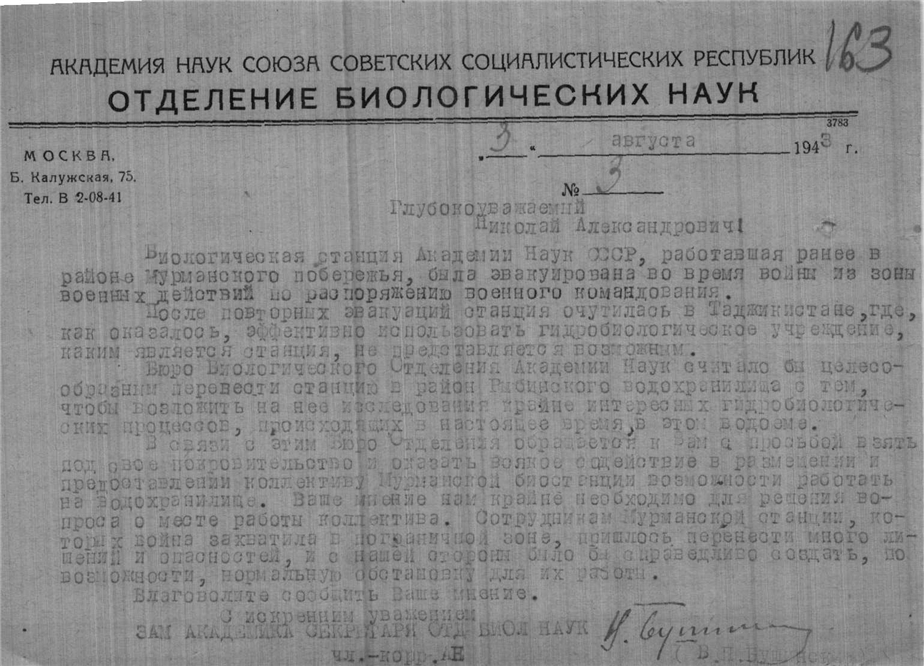 163
АКАДЕМИЯ НАУК СОЮЗА СОВЕТСКИХ СОЦИАЛИСТИЧЕСКИХ РЕСПУБЛИК
ОТДЕЛЕНИЕ БИОЛОГИЧЕСКИХ НАУК
3783
МОСКВА,
Б. Калужская, 75.
Тел. В 2-08-41
„ 3 “ августа 1943 г.
№ 3
Глубокоуважаемый
Николай Александрович!
Биологическая станция Академии Наук СССР, работавшая ранее в
районе Мурманского побережья, была эвакуирована во время войны из зоны
военных действий по распоряжению военного командования.
После повторных эвакуаций станция очутилась в Таджикистане, где,
как оказалось, эффективно использовать гидробиологическое учреждение,
каким является станция, не представляется возможным.
Бюро Биологического Отделения Академии Наук считало бы целесо-
образным перевести станцию в район Рыбинского водохранилища с тем,
чтобы возложить на нее исследования крайне интересных гидробиологиче-
ских процессов, происходящих в настоящее время, в этом водоеме.
В связи с этим Бюро Отделения обращается к Вам с просьбой взять
под свое покровительство и оказать всякое содействие в размещении и
предоставлении коллективу Мурманской биостанции возможности работать
на водохранилище. Ваше мнение нам крайне необходимо для решения во-
проса о месте работы коллектива. Сотрудникам Мурманской станции, ко-
торых война захватила в пограничной зоне, пришлось перенести много ли-
шений и опасностей, и с нашей стороны было бы справедливо создать, по
возможности, нормальную обстановку для их работы.
Благоволите сообщить Ваше мнение.
С искренним уважением
ЗАМ АКАДЕМИКА СЕКРЕТАРЯ ОТД БИОЛ НАУК
чл.-корр. АН